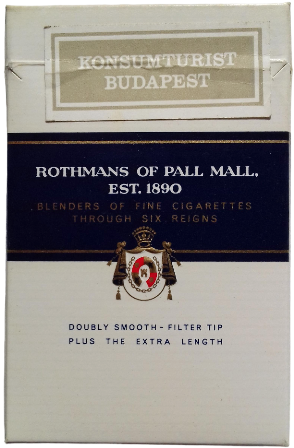 KONSUMTURIST
BUDAPEST
ROTHMANS OF PALL MALL,
EST. 1890
BLENDERS OF FINE CIGARETTES
THROUGH SIX REIGNS
DOUBLY SMOOTH - FILTER TIP
PLUS THE EXTRA LENGTH